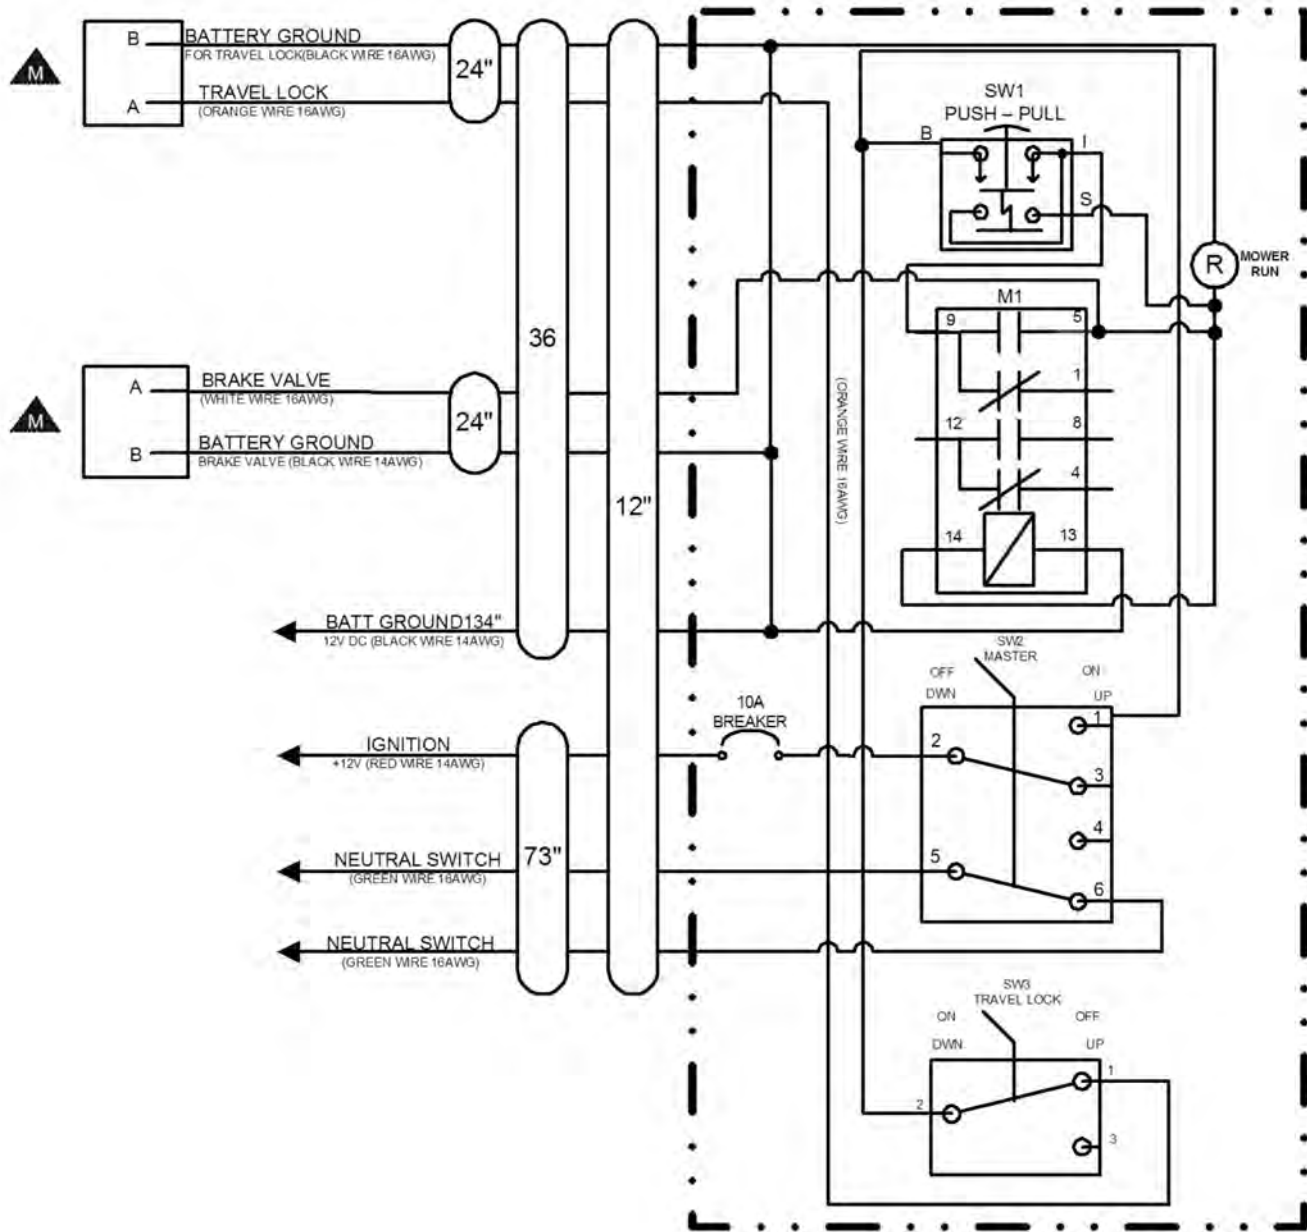 M
B
BATTERY GROUND
FOR TRAVEL LOCK(BLACK WIRE 16AWG)
A
TRAVEL LOCK
(ORANGE WIRE 16AWG)
24"
36
12"
M
A
BRAKE VALVE
(WHITE WIRE 16AWG)
B
BATTERY GROUND
BRAKE VALVE (BLACK WIRE 14AWG)
24"
BATT GROUND134"
12V DC (BLACK WIRE 14AWG)
IGNITION
+12V (RED WIRE 14AWG)
73"
NEUTRAL SWITCH
(GREEN WIRE 16AWG)
NEUTRAL SWITCH
(GREEN WIRE 16AWG)
10A
BREAKER
(ORANGE WIRE 16AWG)
SW1
PUSH – PULL
B
I
S
R
MOWER
RUN
M1
9
5
1
12
8
4
14
13
SW2
MASTER
OFF
ON
DWN
UP
1
2
3
4
5
6
SW3
TRAVEL LOCK
ON
OFF
DWN
UP
1
2
3